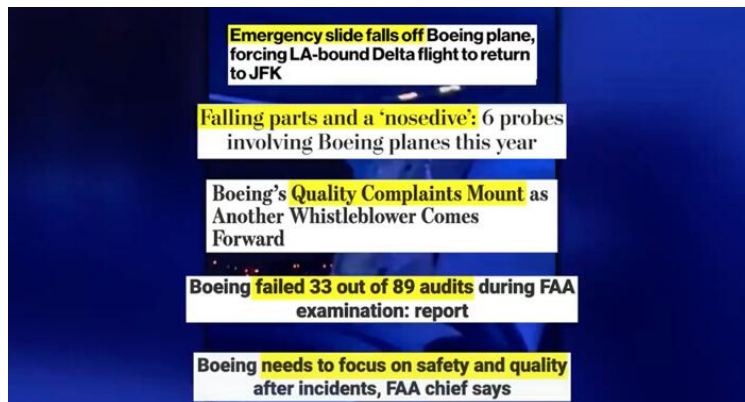 Emergency slide falls off Boeing plane,
forcing LA-bound Delta flight to return
to JFK
Falling parts and a ‘nosedive’: 6 probes
involving Boeing planes this year
Boeing’s Quality Complaints Mount as
Another Whistleblower Comes
Forward
Boeing failed 33 out of 89 audits during FAA
examination: report
Boeing needs to focus on safety and quality
after incidents, FAA chief says